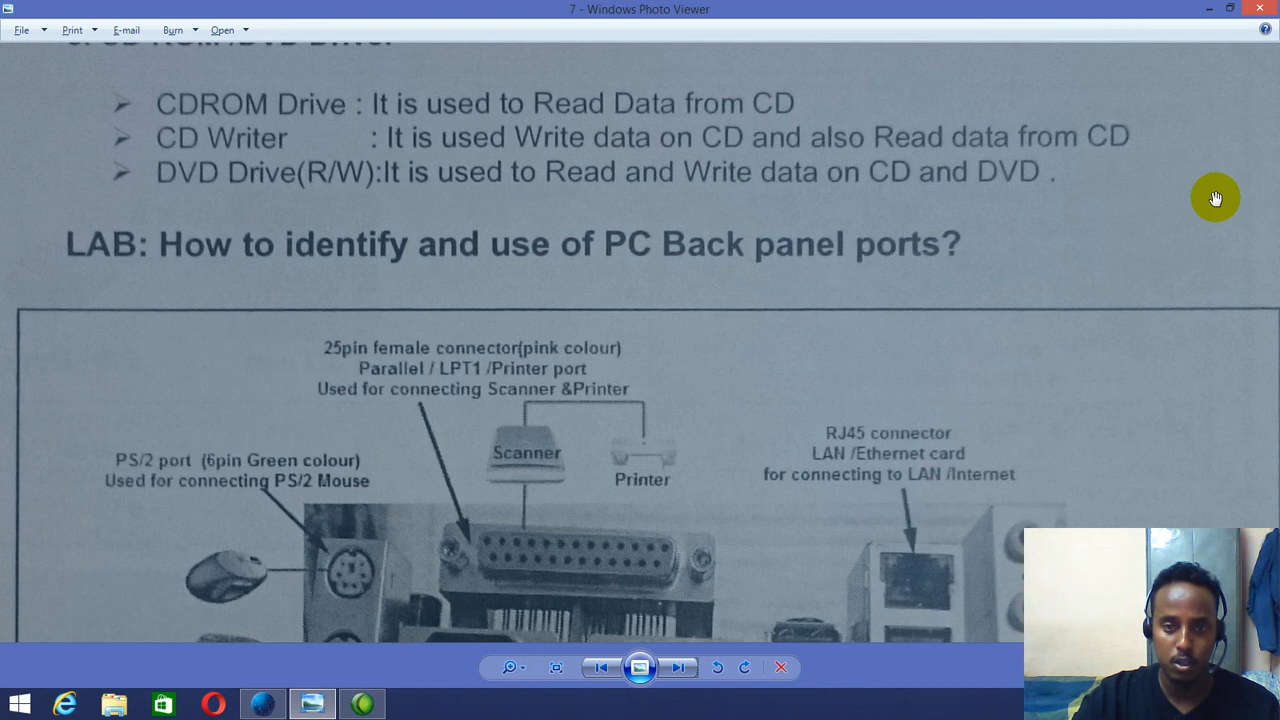 7 - Windows Photo Viewer
File Print E-mail Burn Open
CDROM Drive : It is used to Read Data from CD
CD Writer : It is used Write data on CD and also Read data from CD
DVD Drive(R/W):It is used to Read and Write data on CD and DVD .
LAB: How to identify and use of PC Back panel ports?
25pin female connector(pink colour)
Parallel / LPT1 /Printer port
Used for connecting Scanner &Printer
Scanner
Printer
PS/2 port (6pin Green colour)
Used for connecting PS/2 Mouse
RJ45 connector
LAN /Ethernet card
for connecting to LAN /Internet